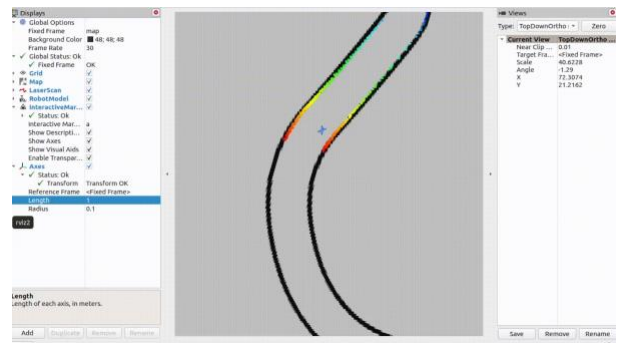 Displays
Global Options
Fixed Frame map
Background Color 48; 48; 48
Frame Rate 30
Global Status: Ok
Fixed Frame OK
Grid
Map
LaserScan
RobotModel
InteractiveMar...
Status: Ok
Interactive Mar... a
Show Descripti...
Show Axes
Show Visual Aids
Enable Transpar...
Axes
Status: Ok
Transform Transform OK
Reference Frame <Fixed Frame>
Length 1
Radius 0.1
rviz2
Length
Length of each axis, in meters.
Add Duplicate Remove Rename
Views
Type: TopDownOrtho Zero
Current View TopDownOrtho ...
Near Clip ... 0.01
Target Fra... <Fixed Frame>
Scale 40.6228
Angle -1.29
X 72.3074
Y 21.2162
Save Remove Rename